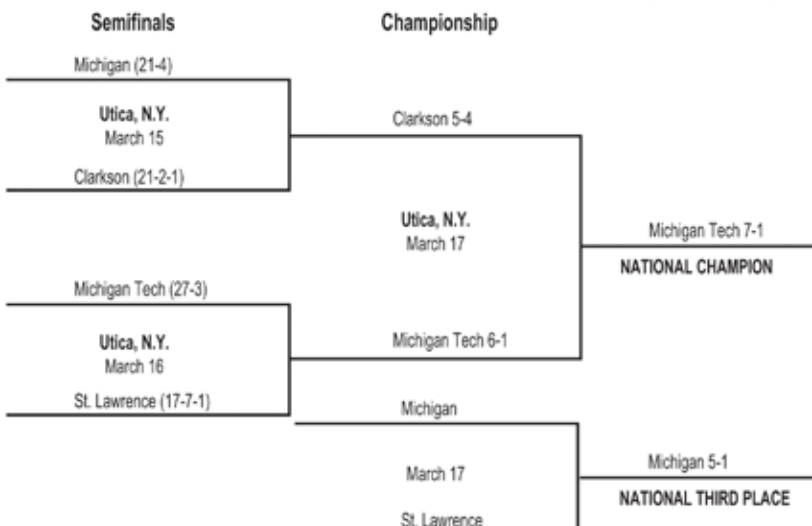 Semifinals
Championship
Michigan (21-4)
Utica, N.Y.
March 15
Clarkson (21-2-1)
Clarkson 5-4
Utica, N.Y.
March 17
Michigan Tech 7-1
NATIONAL CHAMPION
Michigan Tech (27-3)
Utica, N.Y.
March 16
St. Lawrence (17-7-1)
Michigan Tech 6-1
Michigan
March 17
St. Lawrence
Michigan 5-1
NATIONAL THIRD PLACE